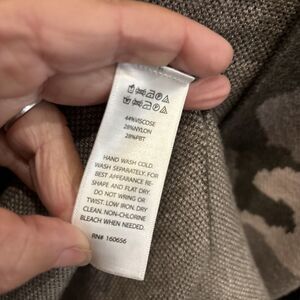 44%VISCOSE
28%NYLON
28%PBT
HAND WASH COLD.
WASH SEPARATELY, FOR
BEST APPEARANCE RE-
SHAPE AND FLAT DRY.
DO NOT WRING OR
TWIST. LOW IRON. DRY
CLEAN. NON-CHLORINE
BLEACH WHEN NEEDED.
RN# 160656